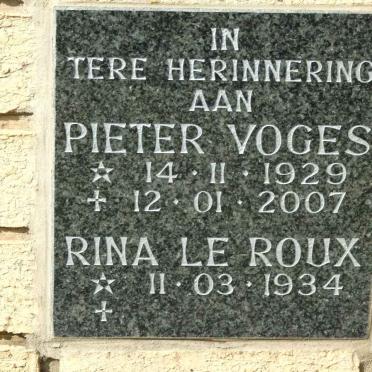 IN
TERE HERINNERING
AAN
PIETER VOGES
☆ 14·11·1929
✝ 12·01·2007
RINA LE ROUX
☆ 11·03·1934
✝